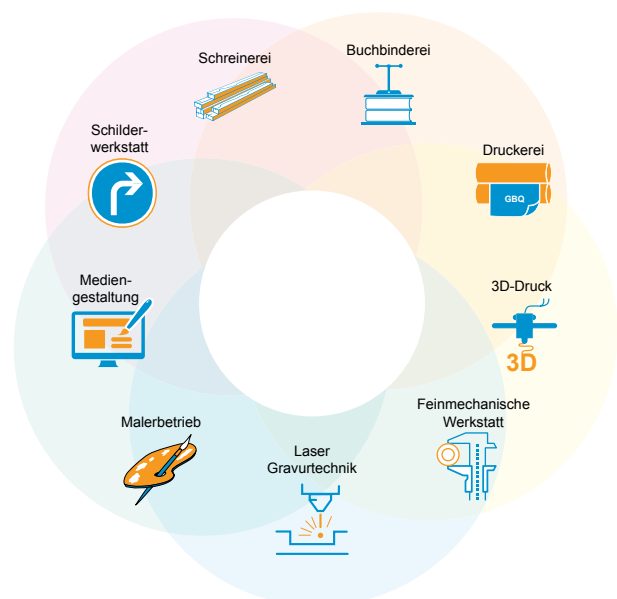 Schreinerei
Buchbinderei
Schilder-
werkstatt
Druckerei
GBQ
Medien-
gestaltung
3D-Druck
3D
Malerbetrieb
Feinmechanische
Werkstatt
Laser
Gravurtechnik